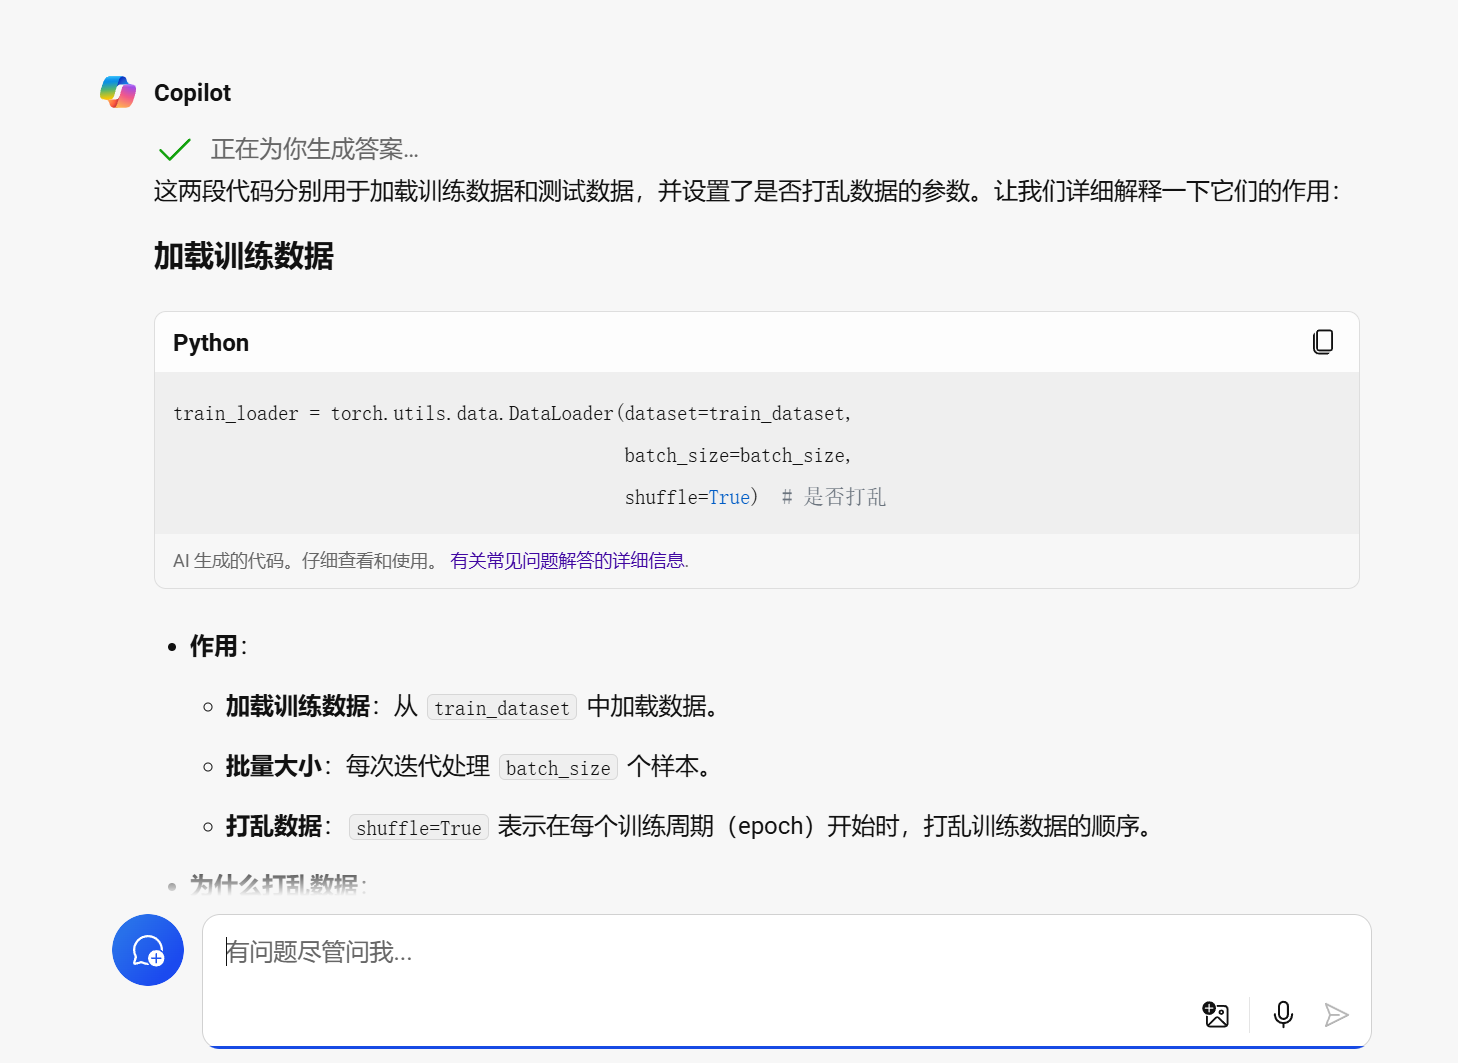 Copilot
正在为你生成答案...
这两段代码分别用于加载训练数据和测试数据，并设置了是否打乱数据的参数。让我们详细解释一下它们的作用：
加载训练数据
Python
train_loader = torch.utils.data.DataLoader(dataset=train_dataset,
batch_size=batch_size,
shuffle=True)  # 是否打乱
AI 生成的代码。仔细查看和使用。 有关常见问题解答的详细信息.
作用：
加载训练数据：从 train_dataset 中加载数据。
批量大小：每次迭代处理 batch_size 个样本。
打乱数据： shuffle=True 表示在每个训练周期（epoch）开始时，打乱训练数据的顺序。
为什么打乱数据：
有问题尽管问我...